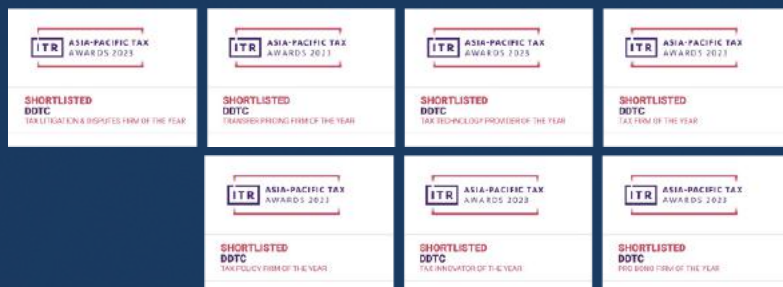 ITR ASIA-PACIFIC TAX
AWARDS 2023
SHORTLISTED
DDTC
TAX LITIGATION & DISPUTES FIRM OF THE YEAR
ITR ASIA-PACIFIC TAX
AWARDS 2023
SHORTLISTED
DDTC
TRANSFER PRICING FIRM OF THE YEAR
ITR ASIA-PACIFIC TAX
AWARDS 2023
SHORTLISTED
DDTC
TAX TECHNOLOGY PROVIDER OF THE YEAR
ITR ASIA-PACIFIC TAX
AWARDS 2023
SHORTLISTED
DDTC
TAX FIRM OF THE YEAR
ITR ASIA-PACIFIC TAX
AWARDS 2023
SHORTLISTED
DDTC
TAX POLICY FIRM OF THE YEAR
ITR ASIA-PACIFIC TAX
AWARDS 2023
SHORTLISTED
DDTC
TAX INNOVATOR OF THE YEAR
ITR ASIA-PACIFIC TAX
AWARDS 2023
SHORTLISTED
DDTC
PRO BONO FIRM OF THE YEAR